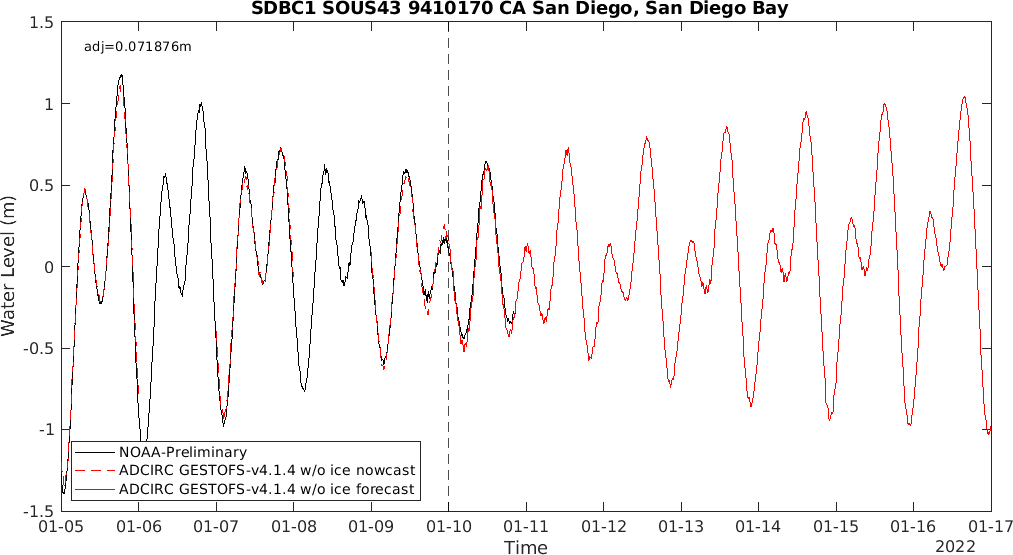 SDBC1 SOUS43 9410170 CA San Diego, San Diego Bay
adj=0.071876m
1.5
1
0.5
0
-0.5
-1
-1.5
Water Level (m)
NOAA-Preliminary
ADCIRC GESTOFS-v4.1.4 w/o ice nowcast
ADCIRC GESTOFS-v4.1.4 w/o ice forecast
01-05 01-06 01-07 01-08 01-09 01-10 01-11 01-12 01-13 01-14 01-15 01-16 01-17
Time
2022